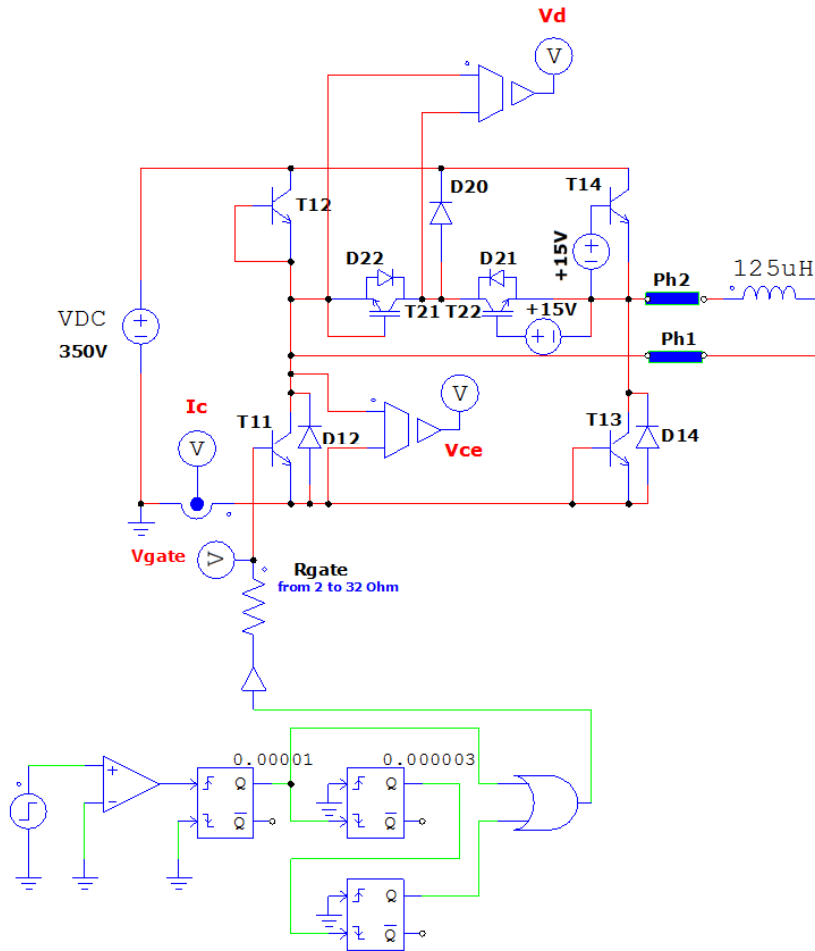 Vd
V
D20
T14
T12
+15V
D22
D21
Ph2
125uH
T21
T22
+15V
VDC
350V
Ph1
Ic
V
T11
V
T13
D12
D14
Vce
Vgate
V
Rgate
from 2 to 32 Ohm
0.00001
0.000003
Q
Q
Q
Q
Q
Q